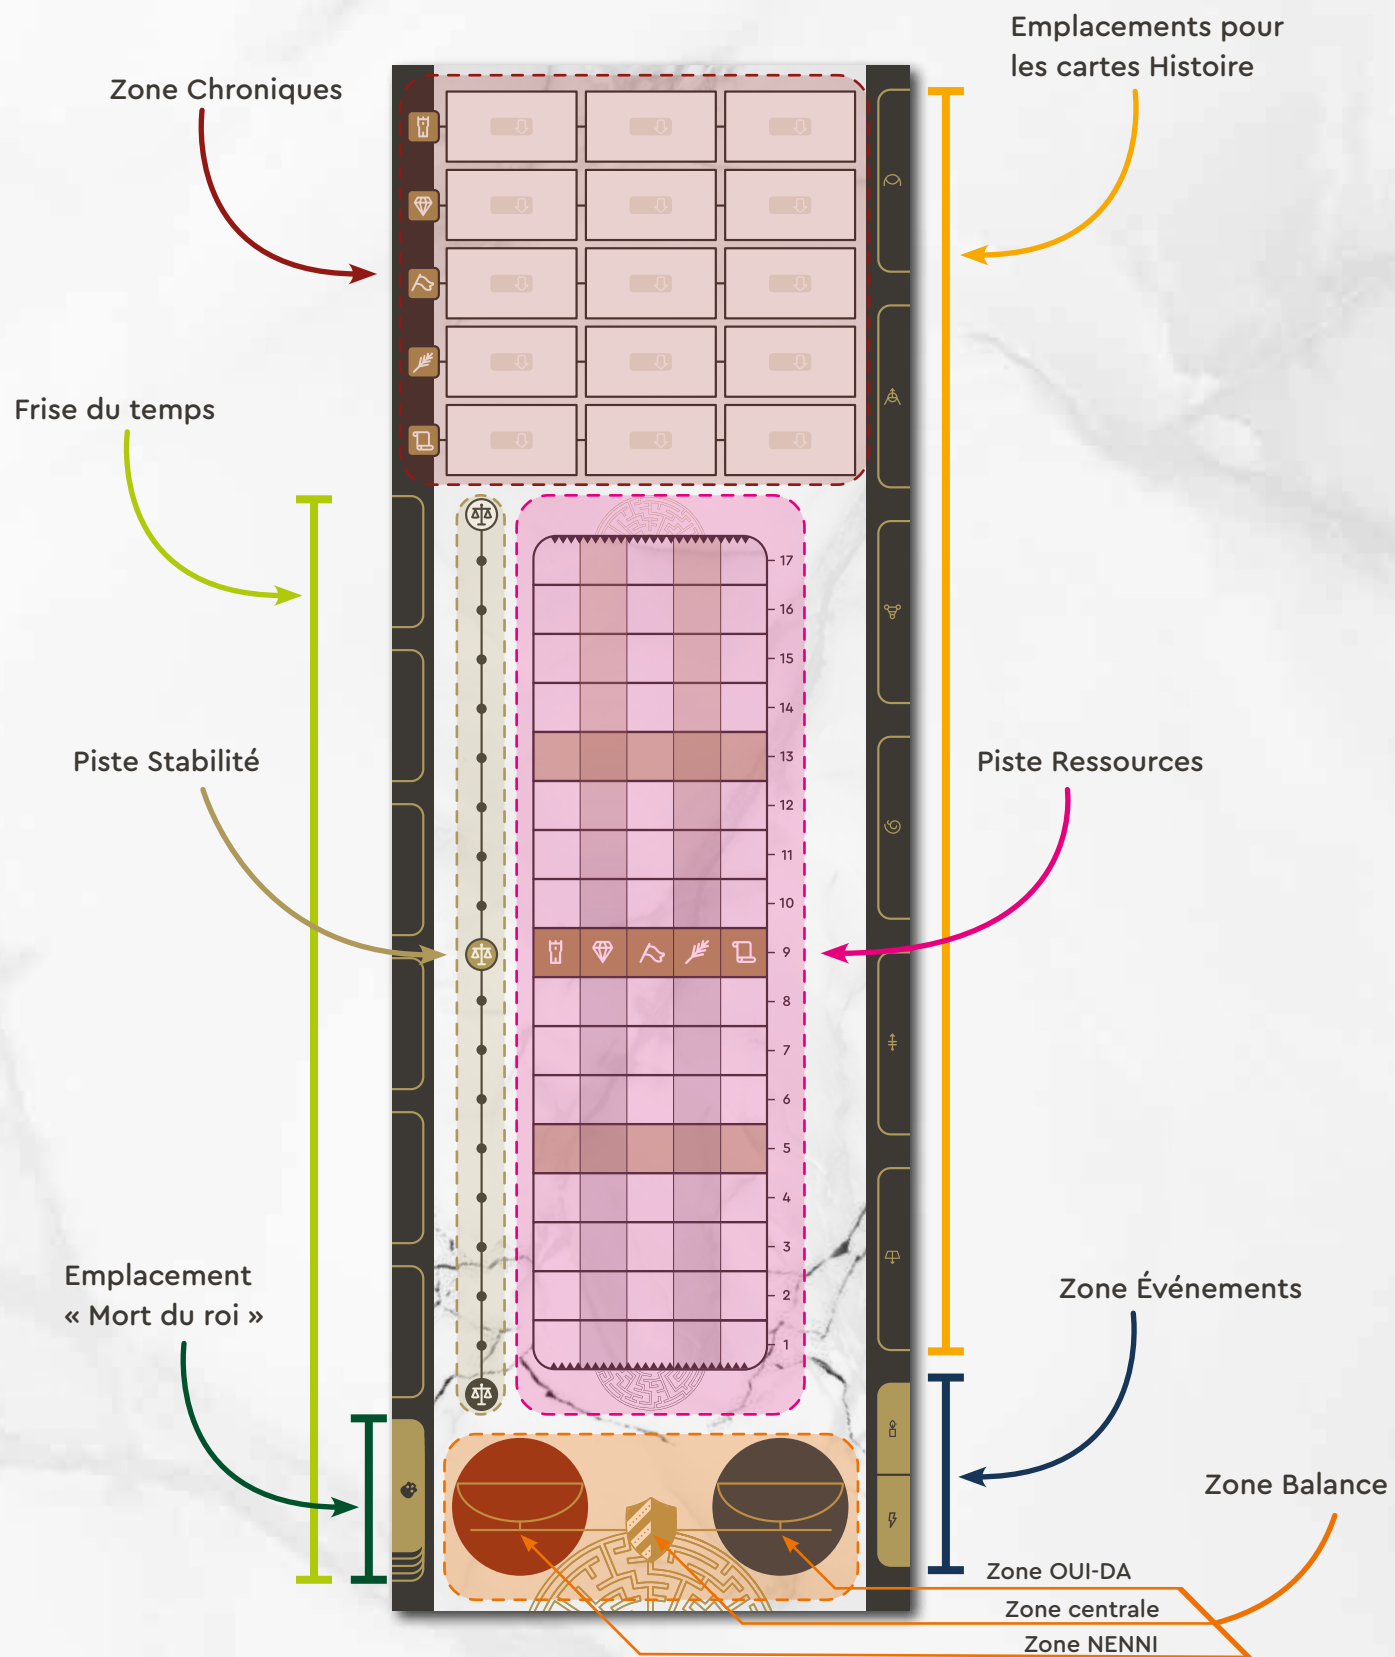 Emplacements pour
les cartes Histoire
Zone Chroniques
Frise du temps
17
16
15
14
13
12
11
10
9
8
7
6
5
4
3
2
1
Piste Stabilité
Piste Ressources
Emplacement
« Mort du roi »
Zone Événements
Zone Balance
Zone OUI-DA
Zone centrale
Zone NENNI